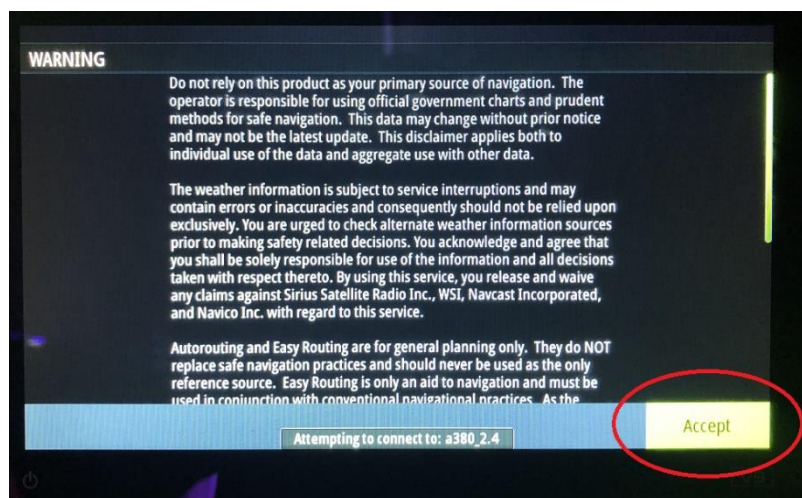 WARNING
Do not rely on this product as your primary source of navigation. The
operator is responsible for using official government charts and prudent
methods for safe navigation. This data may change without prior notice
and may not be the latest update. This disclaimer applies both to
individual use of the data and aggregate use with other data.
The weather information is subject to service interruptions and may
contain errors or inaccuracies and consequently should not be relied upon
exclusively. You are urged to check alternate weather information sources
prior to making safety related decisions. You acknowledge and agree that
you shall be solely responsible for use of the information and all decisions
taken with respect thereto. By using this service, you release and waive
any claims against Sirius Satellite Radio Inc., WSI, Navcast Incorporated,
and Navico Inc. with regard to this service.
Autorouting and Easy Routing are for general planning only. They do NOT
replace safe navigation practices and should never be used as the only
reference source. Easy Routing is only an aid to navigation and must be
used in conjunction with conventional navigational practices. As the
Accept
Attempting to connect to: a380_2.4